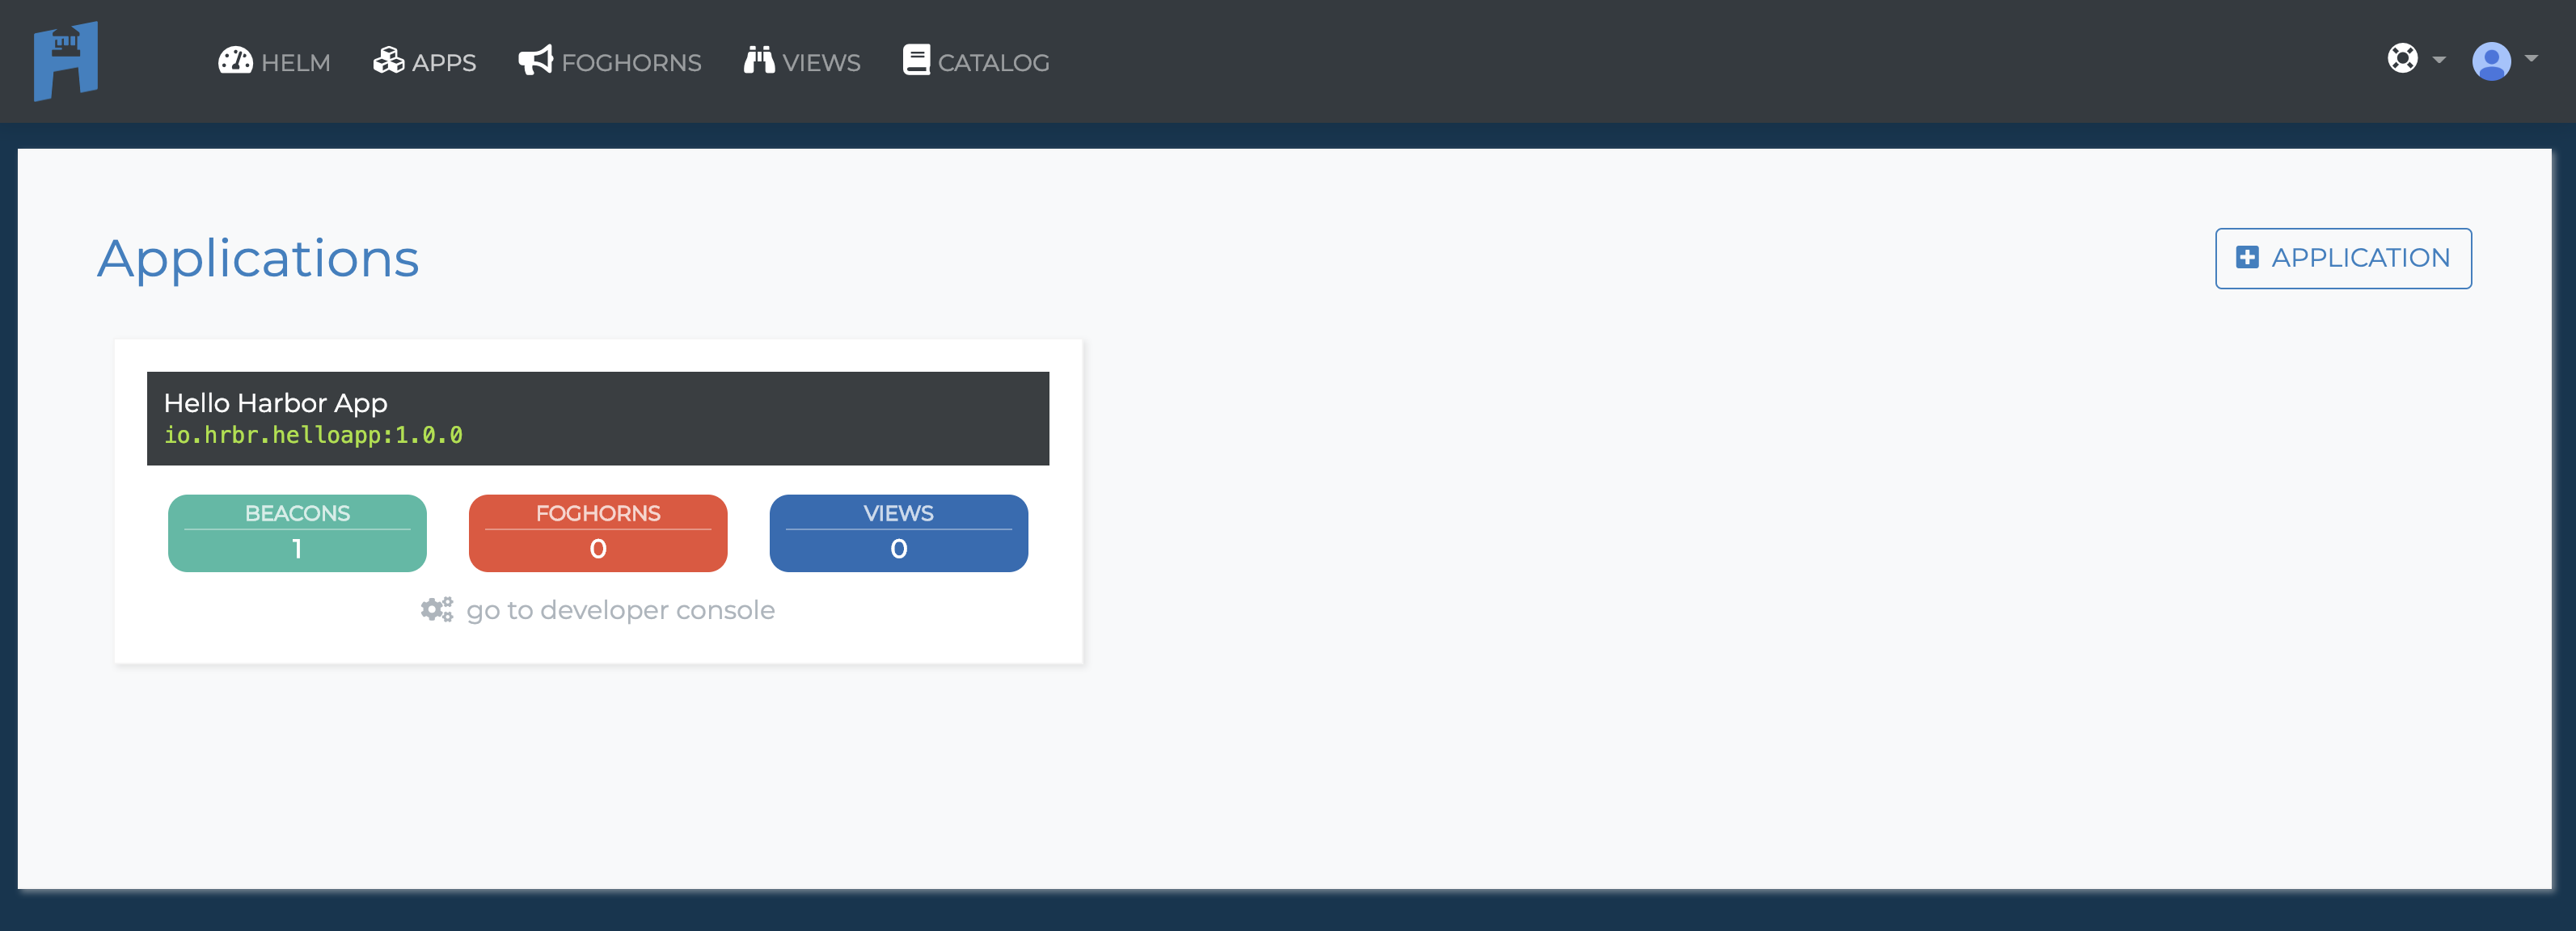 HELM APPS FOGHORNS VIEWS CATALOG
Applications
APPLICATION
Hello Harbor App
io.hrbr.helloapp:1.0.0
BEACONS FOGHORNS VIEWS
1 0 0
go to developer console